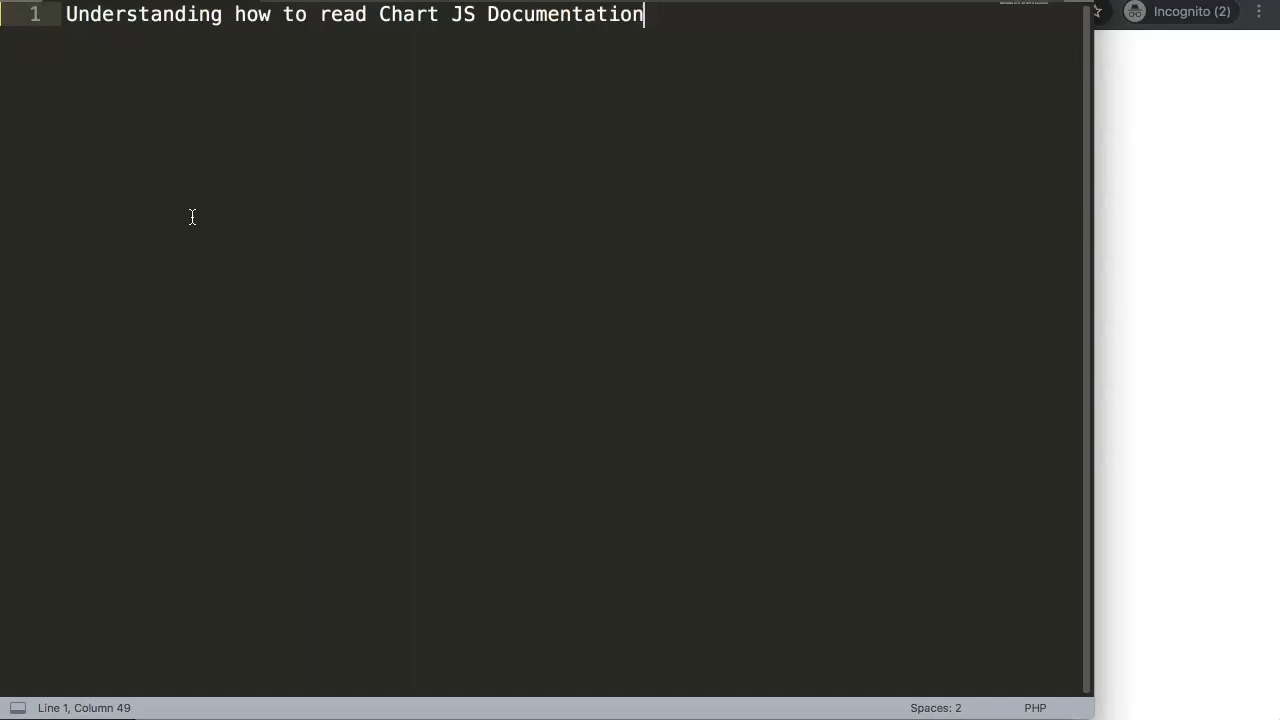 Incognito (2)
1 Understanding how to read Chart JS Documentation
Line 1, Column 49 Spaces: 2 PHP